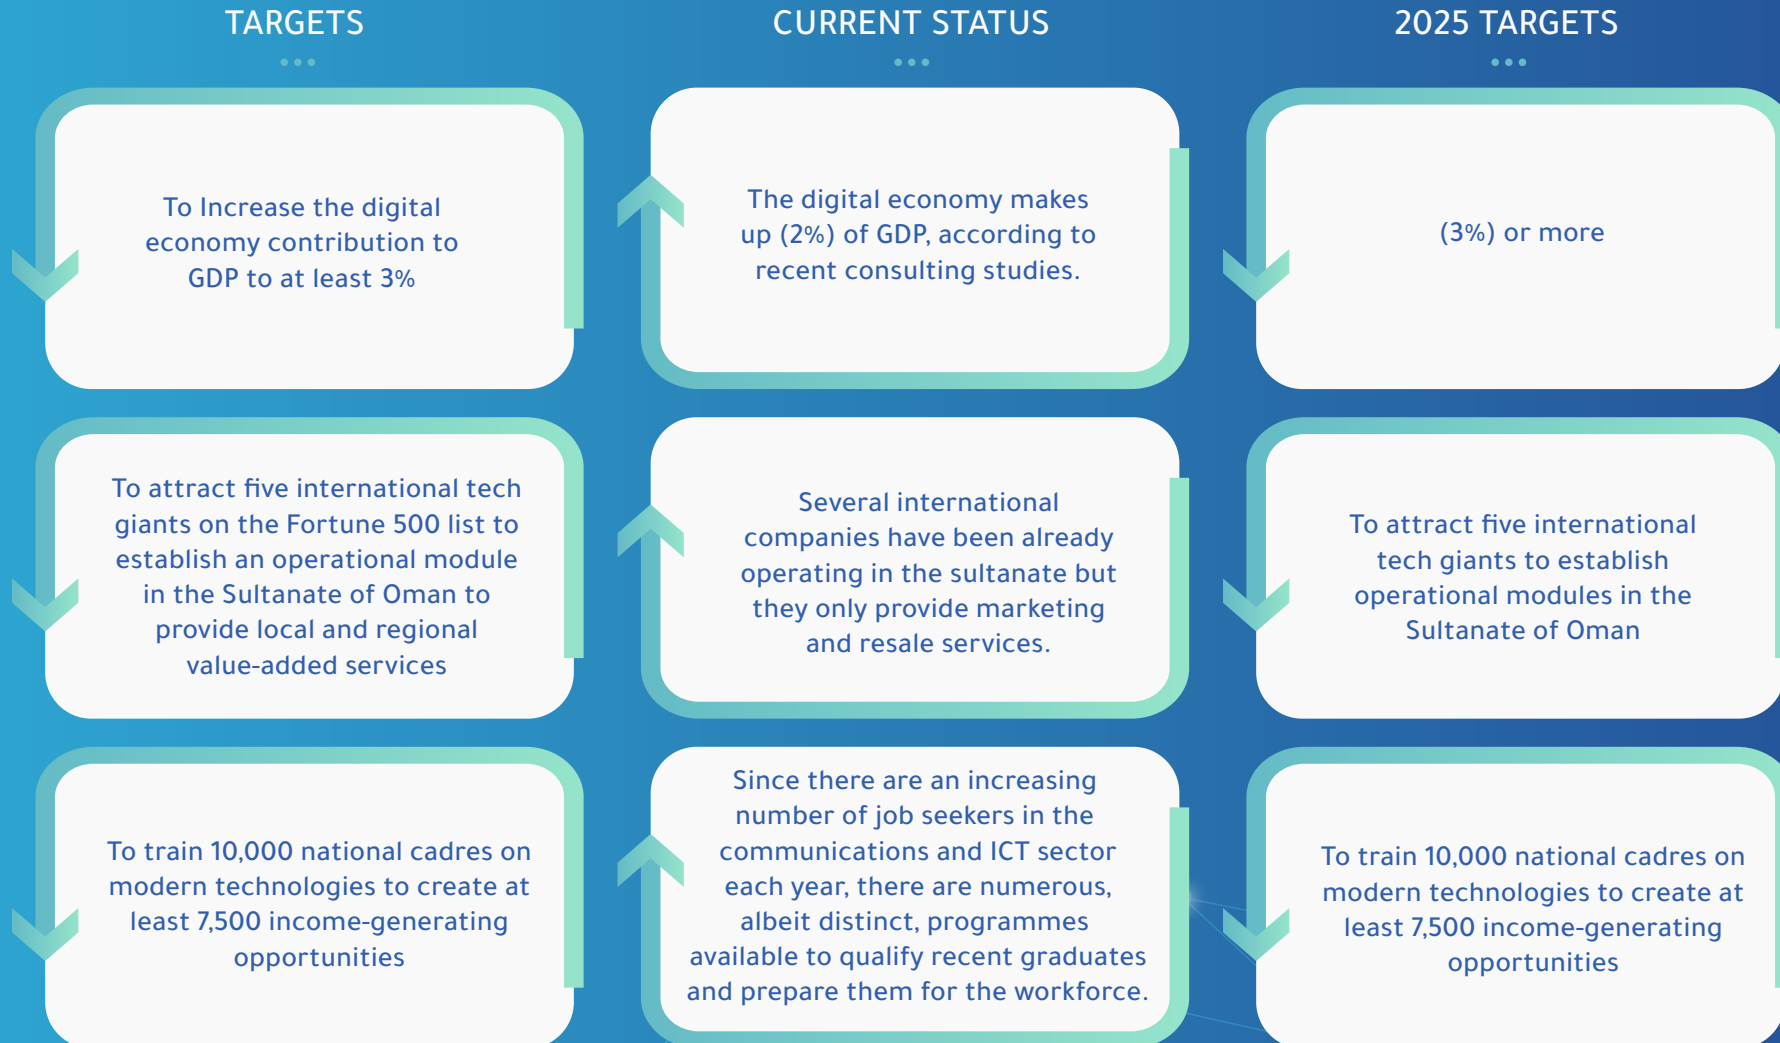 TARGETS
CURRENT STATUS
2025 TARGETS
To Increase the digital
economy contribution to
GDP to at least 3%
The digital economy makes
up (2%) of GDP, according to
recent consulting studies.
(3%) or more
To attract five international tech
giants on the Fortune 500 list to
establish an operational module
in the Sultanate of Oman to
provide local and regional
value-added services
Several international
companies have been already
operating in the sultanate but
they only provide marketing
and resale services.
To attract five international
tech giants to establish
operational modules in the
Sultanate of Oman
To train 10,000 national cadres on
modern technologies to create at
least 7,500 income-generating
opportunities
Since there are an increasing
number of job seekers in the
communications and ICT sector
each year, there are numerous,
albeit distinct, programmes
available to qualify recent graduates
and prepare them for the workforce.
To train 10,000 national cadres on
modern technologies to create at
least 7,500 income-generating
opportunities